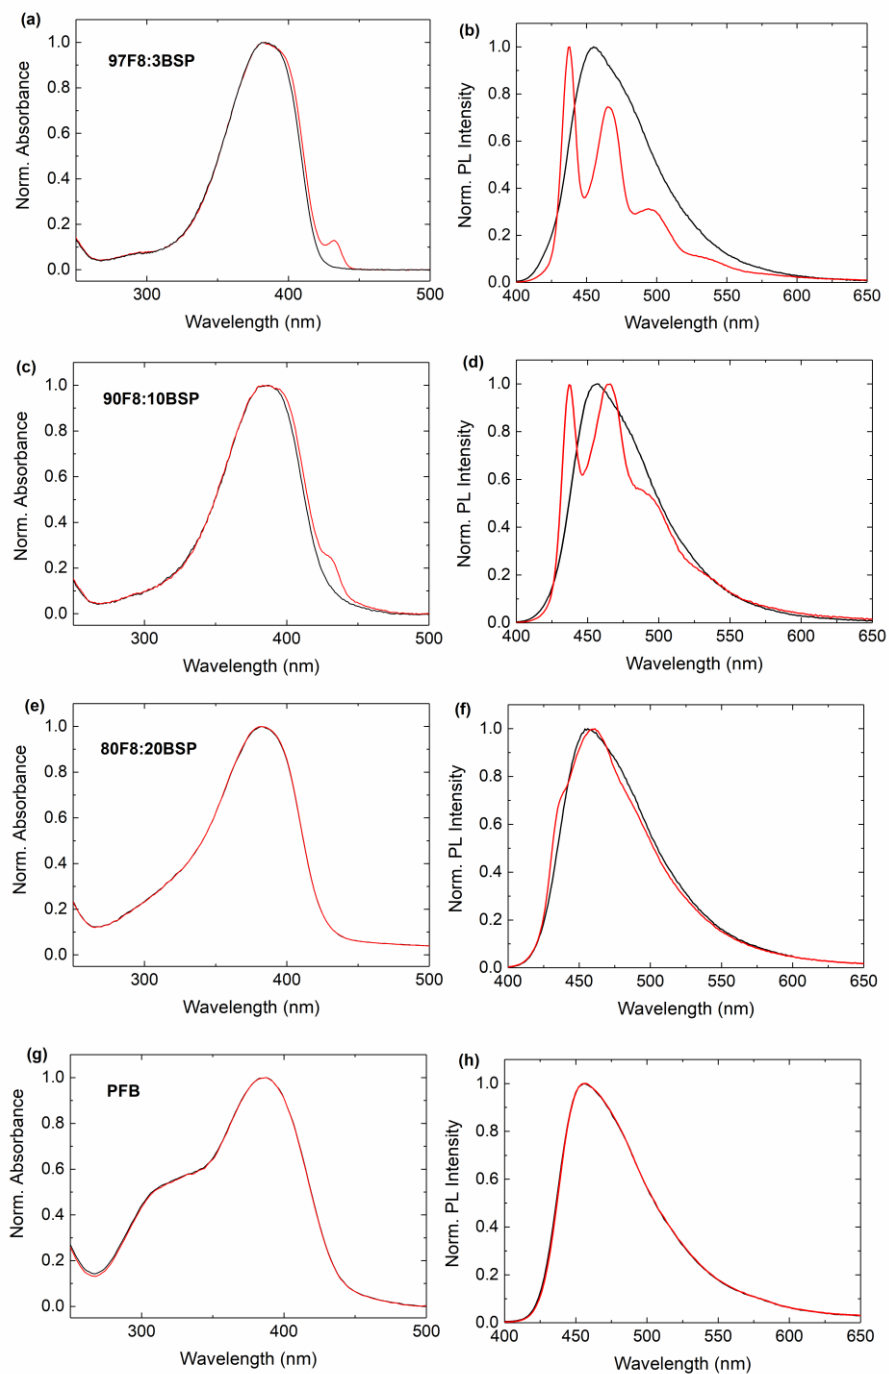 (a)
97F8:3BSP
Norm. Absorbance
1.0
0.8
0.6
0.4
0.2
0.0
300 400 500
Wavelength (nm)
(b)
Norm. PL Intensity
1.0
0.8
0.6
0.4
0.2
0.0
400 450 500 550 600 650
Wavelength (nm)
(c)
90F8:10BSP
Norm. Absorbance
1.0
0.8
0.6
0.4
0.2
0.0
300 400 500
Wavelength (nm)
(d)
Norm. PL Intensity
1.0
0.8
0.6
0.4
0.2
0.0
400 450 500 550 600 650
Wavelength (nm)
(e)
80F8:20BSP
Norm. Absorbance
1.0
0.8
0.6
0.4
0.2
0.0
300 400 500
Wavelength (nm)
(f)
Norm. PL Intensity
1.0
0.8
0.6
0.4
0.2
0.0
400 450 500 550 600 650
Wavelength (nm)
(g)
PFB
Norm. Absorbance
1.0
0.8
0.6
0.4
0.2
0.0
300 400 500
Wavelength (nm)
(h)
Norm. PL Intensity
1.0
0.8
0.6
0.4
0.2
0.0
400 450 500 550 600 650
Wavelength (nm)